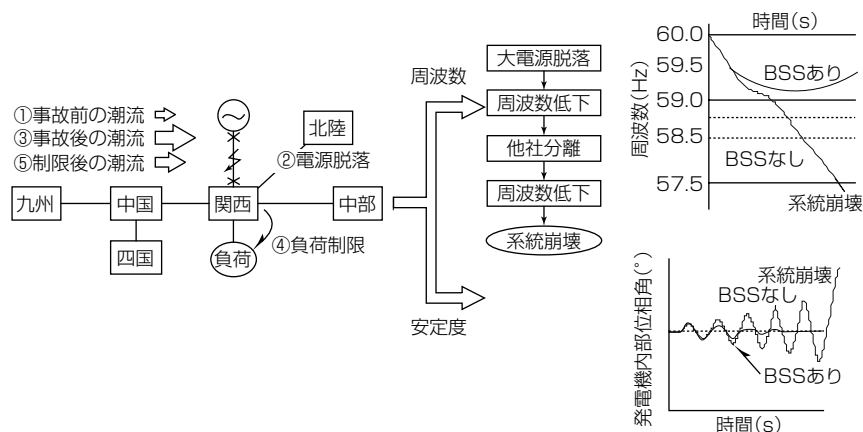 ①事故前の潮流
③事故後の潮流
⑤制限後の潮流
北陸
②電源脱落
九州
中国
関西
中部
四国
負荷
④負荷制限
周波数
安定度
大電源脱落
周波数低下
他社分離
周波数低下
系統崩壊
時間(s)
60.0
59.5
59.0
58.5
57.5
周波数(Hz)
BSSあり
BSSなし
系統崩壊
発電機内部位相角(°)
系統崩壊
BSSなし
BSSあり
時間(s)